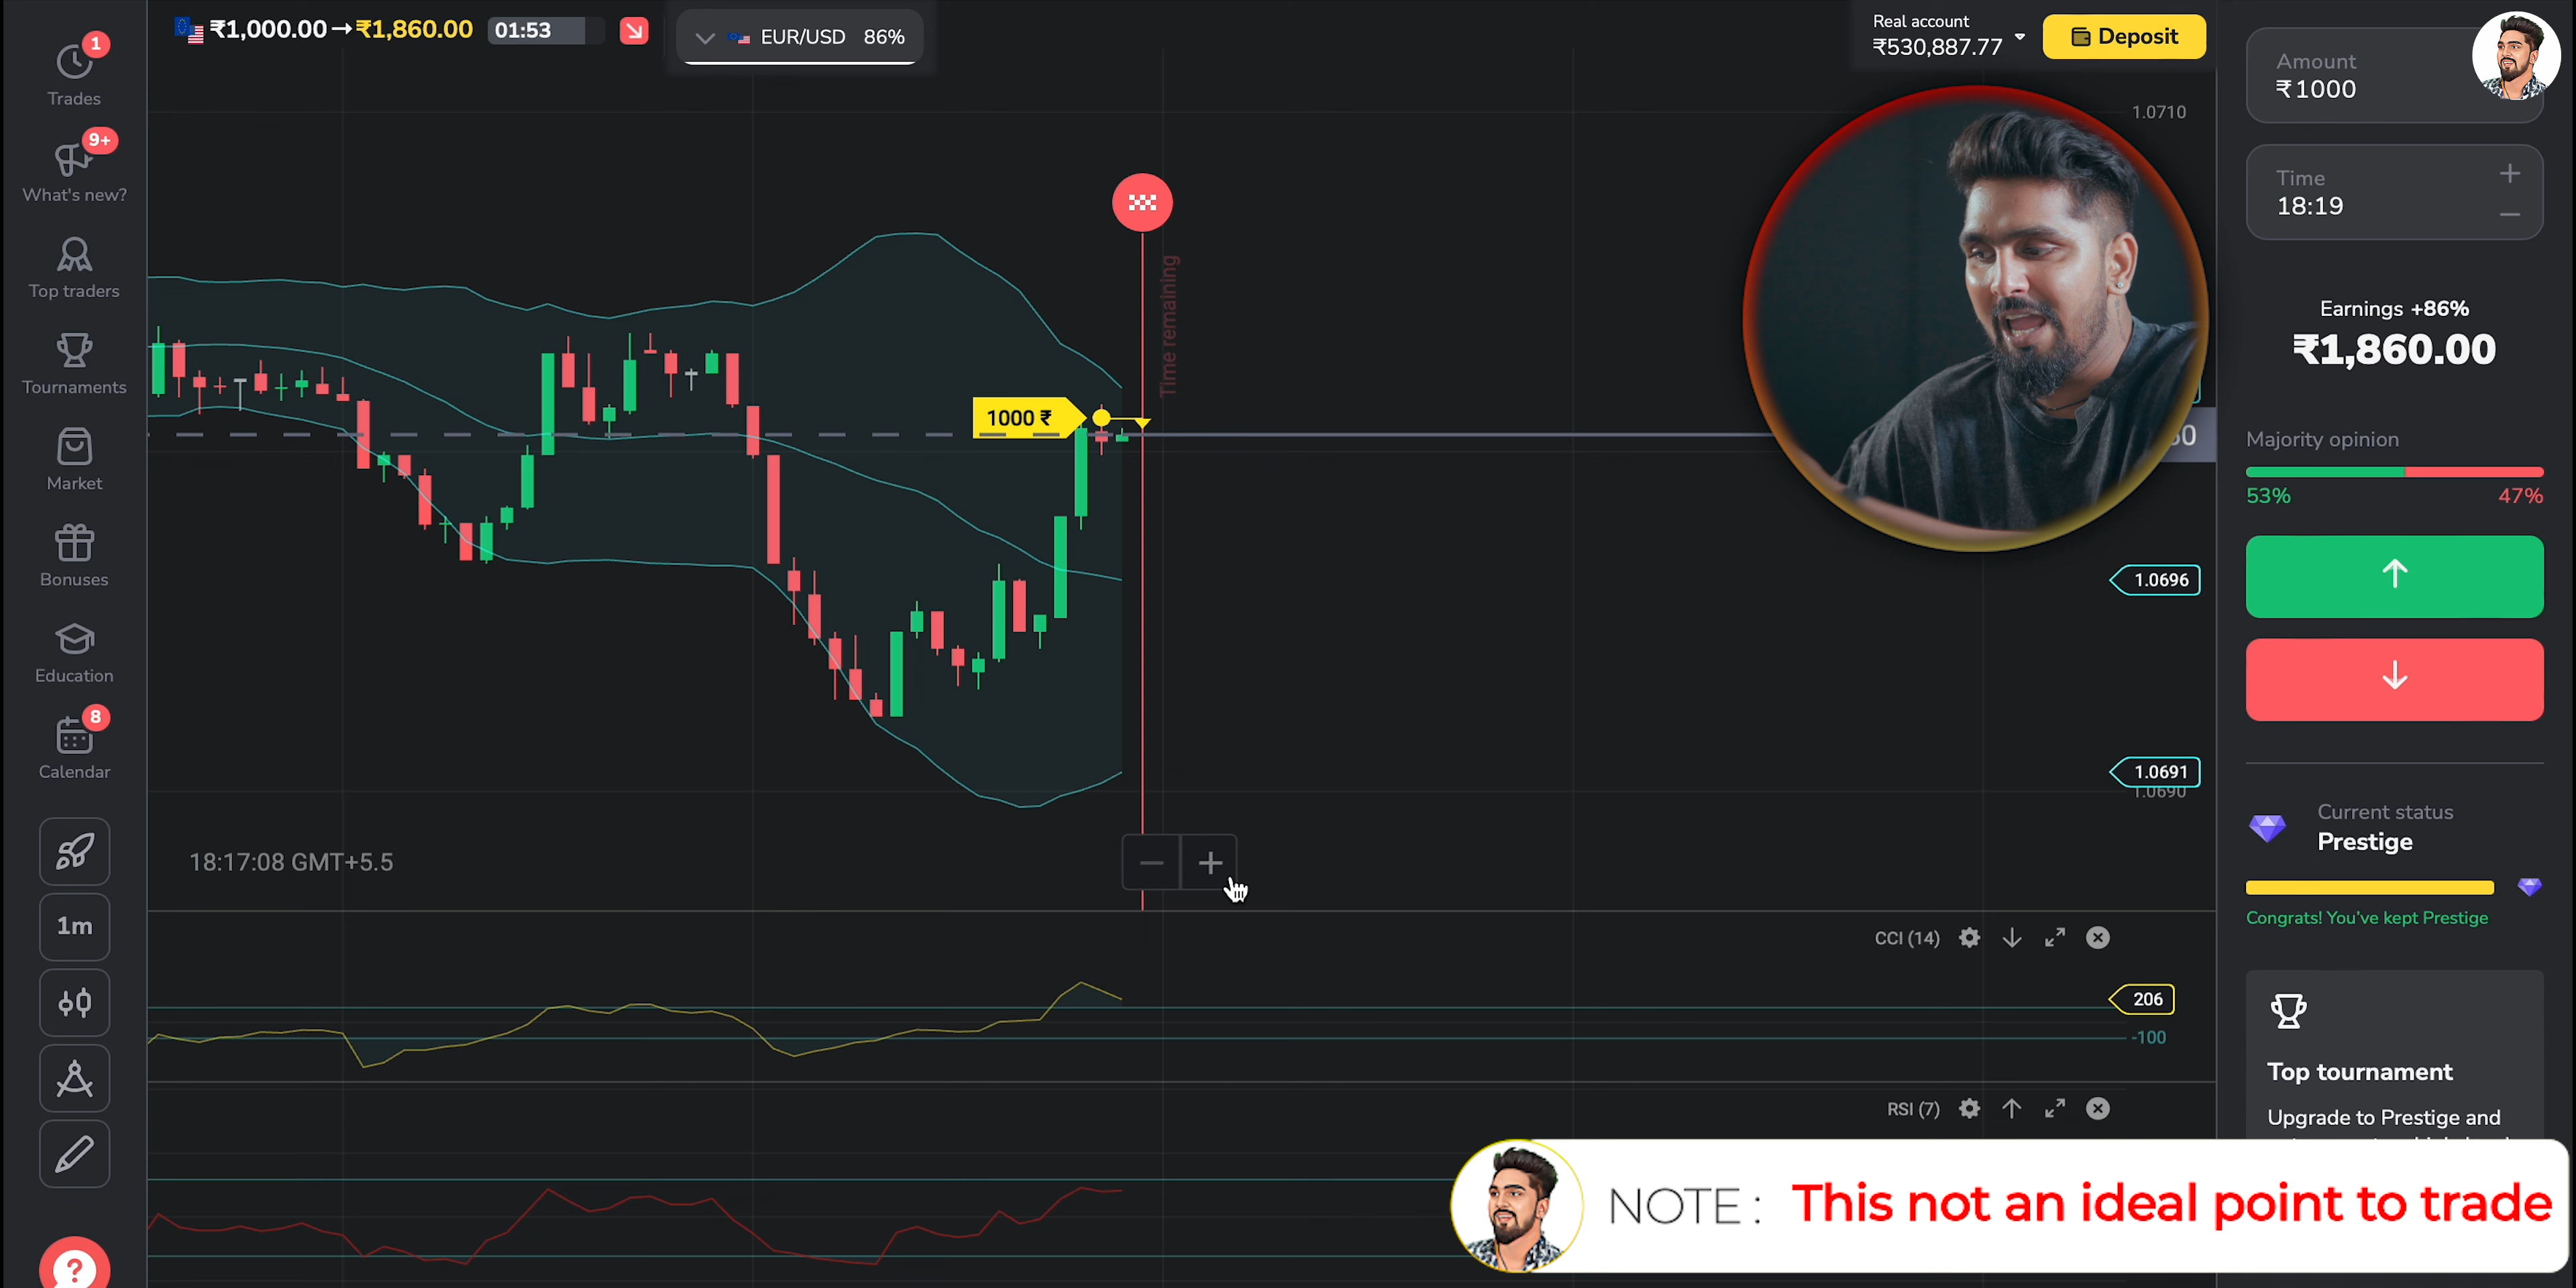 ₹1,000.00→₹1,860.00
01:53
EUR/USD 86%
Real account
₹530,887.77
Deposit
1
Trades
9+
What's new?
Top traders
Tournaments
Market
Bonuses
Education
8
Calendar
1m
?
1.0710
Time remaining
1000 ₹
1.0696
1.0691
1.0690
18:17:08 GMT+5.5
CCI (14)
206
-100
RSI (7)
Amount
₹1000
Time
18:19
Earnings +86%
₹1,860.00
Majority opinion
53% 47%
Current status
Prestige
Congrats! You've kept Prestige
Top tournament
Upgrade to Prestige and
NOTE : This not an ideal point to trade